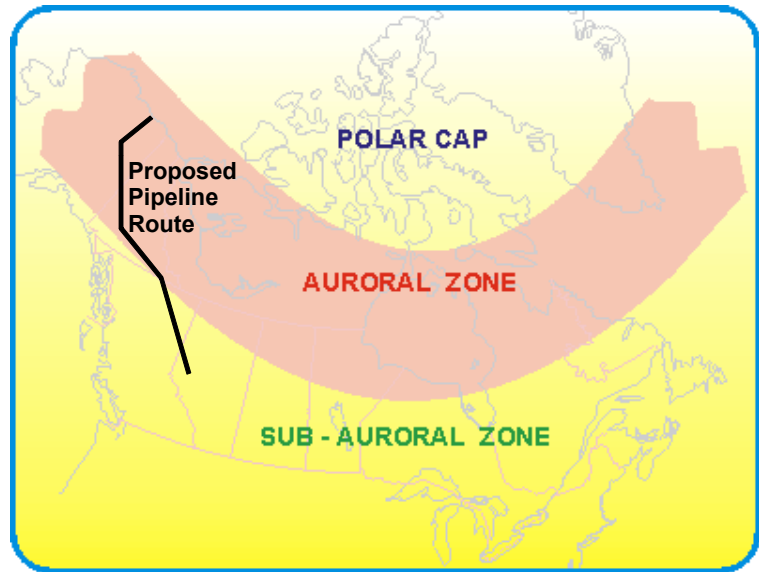 POLAR CAP
Proposed
Pipeline
Route
AURORAL ZONE
SUB - AURORAL ZONE